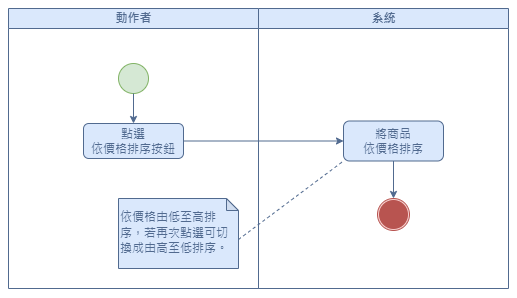 動作者
系統
點選
依價格排序按鈕
將商品
依價格排序
依價格由低至高排
序，若再次點選可切
換成由高至低排序。